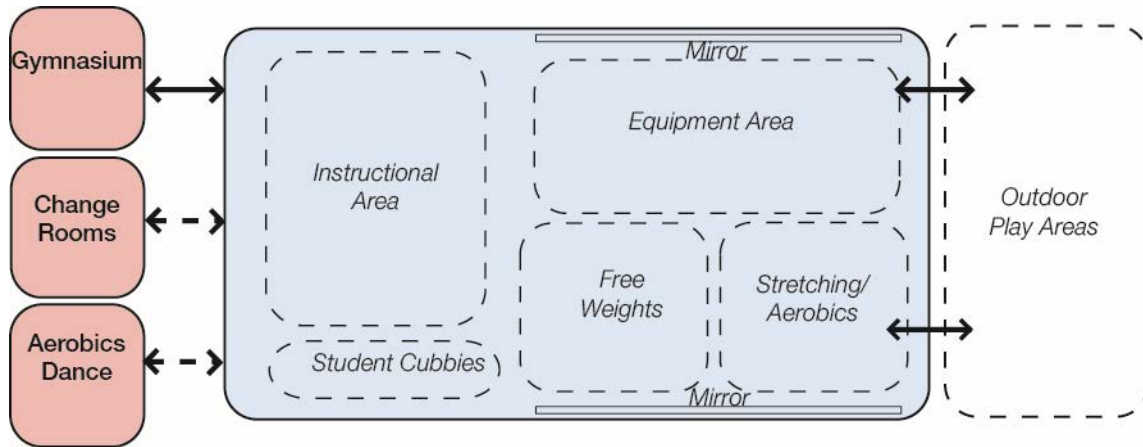 Gymnasium
Change
Rooms
Aerobics
Dance
Instructional
Area
Student Cubbies
Mirror
Equipment Area
Free
Weights
Stretching/
Aerobics
Mirror
Outdoor
Play Areas